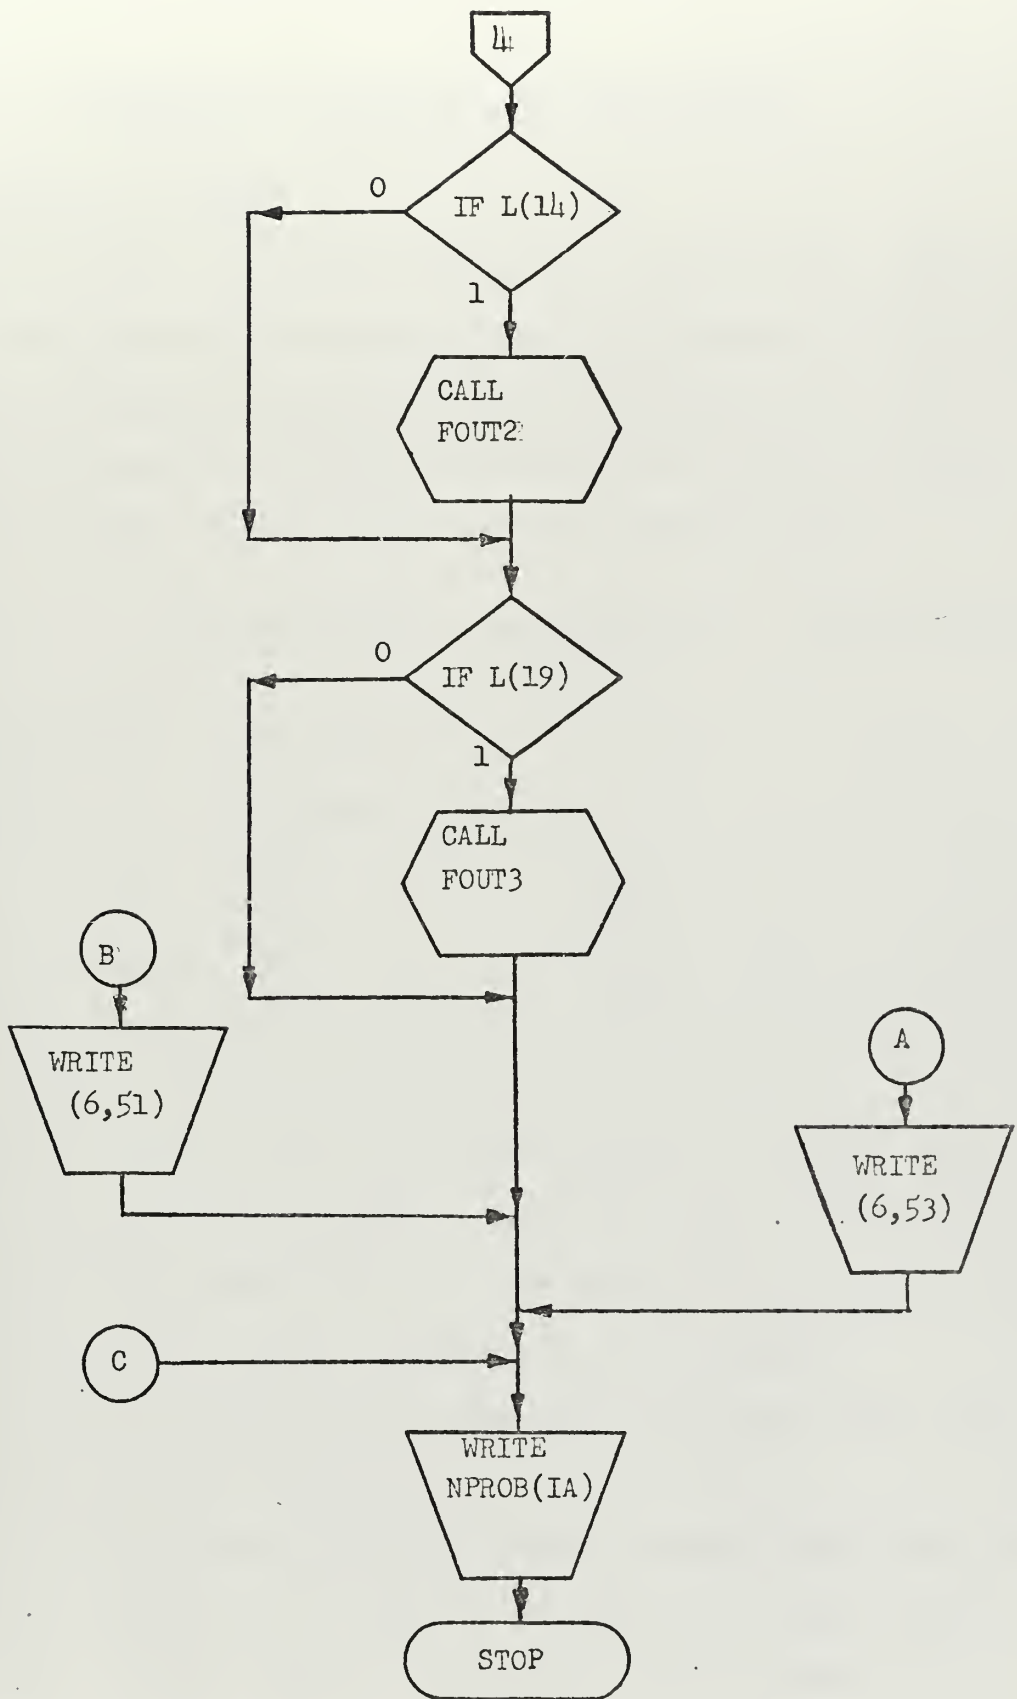 4
0
IF L(14)
1
CALL
FOUT2
0
IF L(19)
1
CALL
FOUT3
B
WRITE
(6,51)
A
WRITE
(6,53)
C
WRITE
NPROB(IA)
STOP